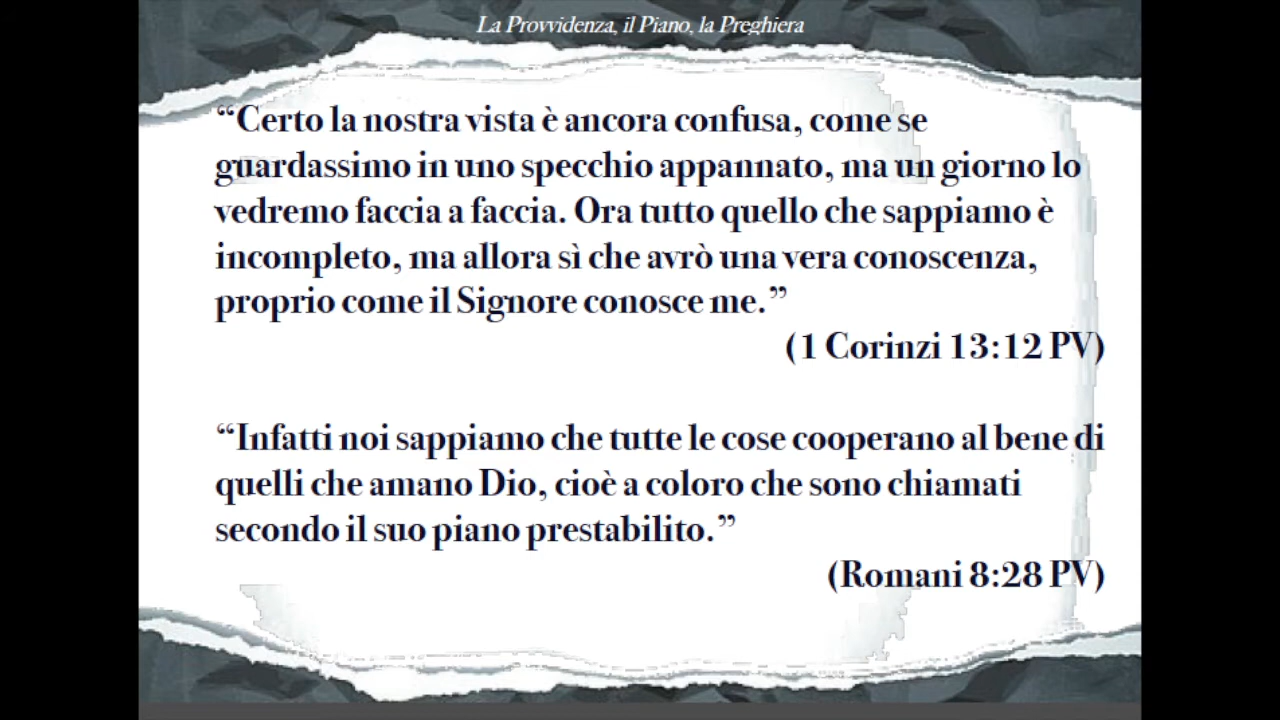 La Provvidenza, il Piano, la Preghiera
“Certo la nostra vista è ancora confusa, come se
guardassimo in uno specchio appannato, ma un giorno lo
vedremo faccia a faccia. Ora tutto quello che sappiamo è
incompleto, ma allora sì che avrò una vera conoscenza,
proprio come il Signore conosce me.”
(1 Corinzi 13:12 PV)
“Infatti noi sappiamo che tutte le cose cooperano al bene di
quelli che amano Dio, cioè a coloro che sono chiamati
secondo il suo piano prestabilito.”
(Romani 8:28 PV)